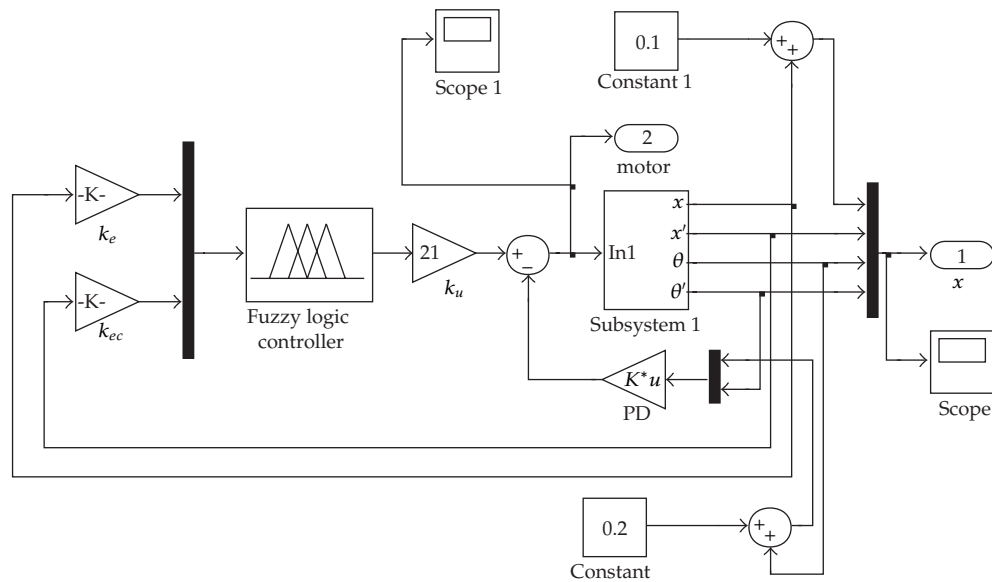 Scope 1
0.1
Constant 1
+
+
2
motor
-K-
k_e
-K-
k_ec
Fuzzy logic
controller
21
k_u
+
−
In1
x
x′
θ
θ′
Subsystem 1
K*u
PD
1
x
Scope
0.2
Constant
+
+